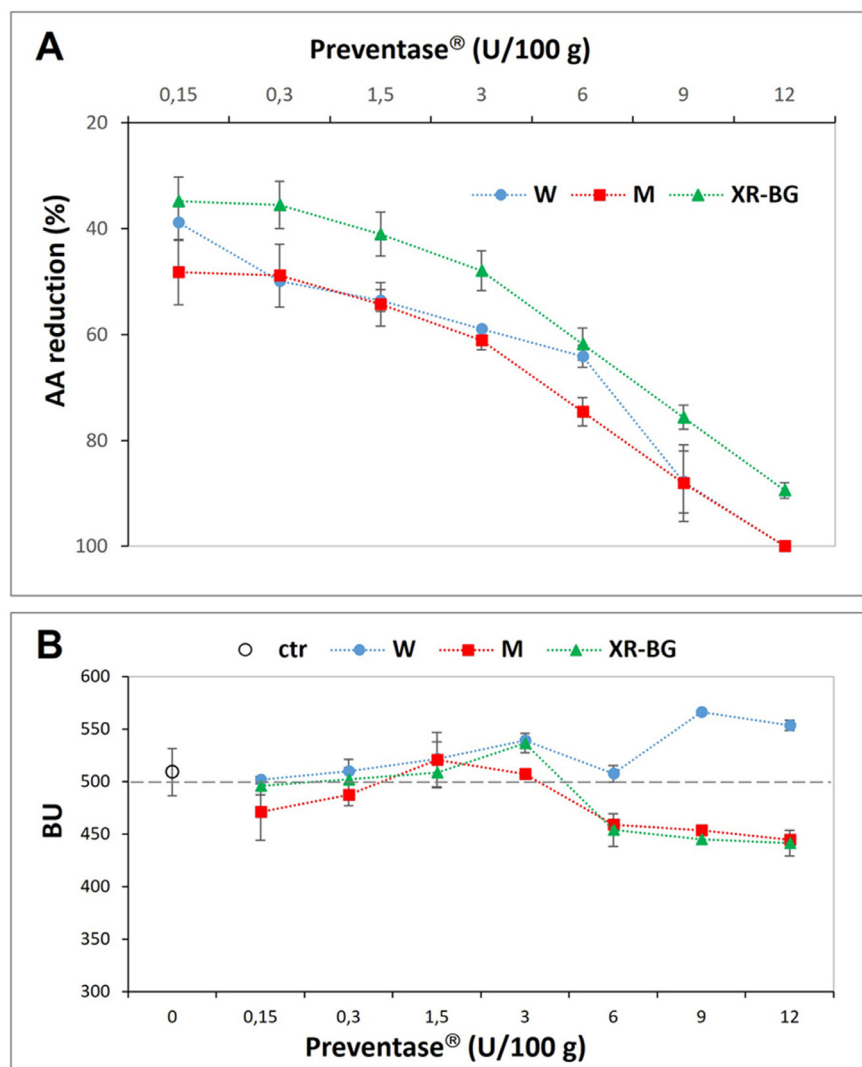 A
Preventase® (U/100 g)
0,15 0,3 1,5 3 6 9 12
20
W M XR-BG
40
60
80
100
AA reduction (%)
B
ctr W M XR-BG
600
550
500
450
400
350
300
BU
0 0,15 0,3 1,5 3 6 9 12
Preventase® (U/100 g)